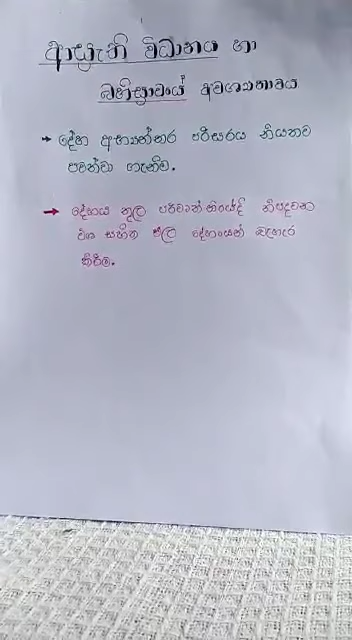 ආසෘති විධානය හා
බහිස්‍රාවයේ අවශ්‍යතාවය
දේහ අභ්‍යන්තර පරිසරය නියතව
පවත්වා ගැනීම.
දේහය තුල පරිවෘත්තියේදී නිපදවන
විශ සහිත ඵල දේහයෙන් බැහැර
කිරීම.